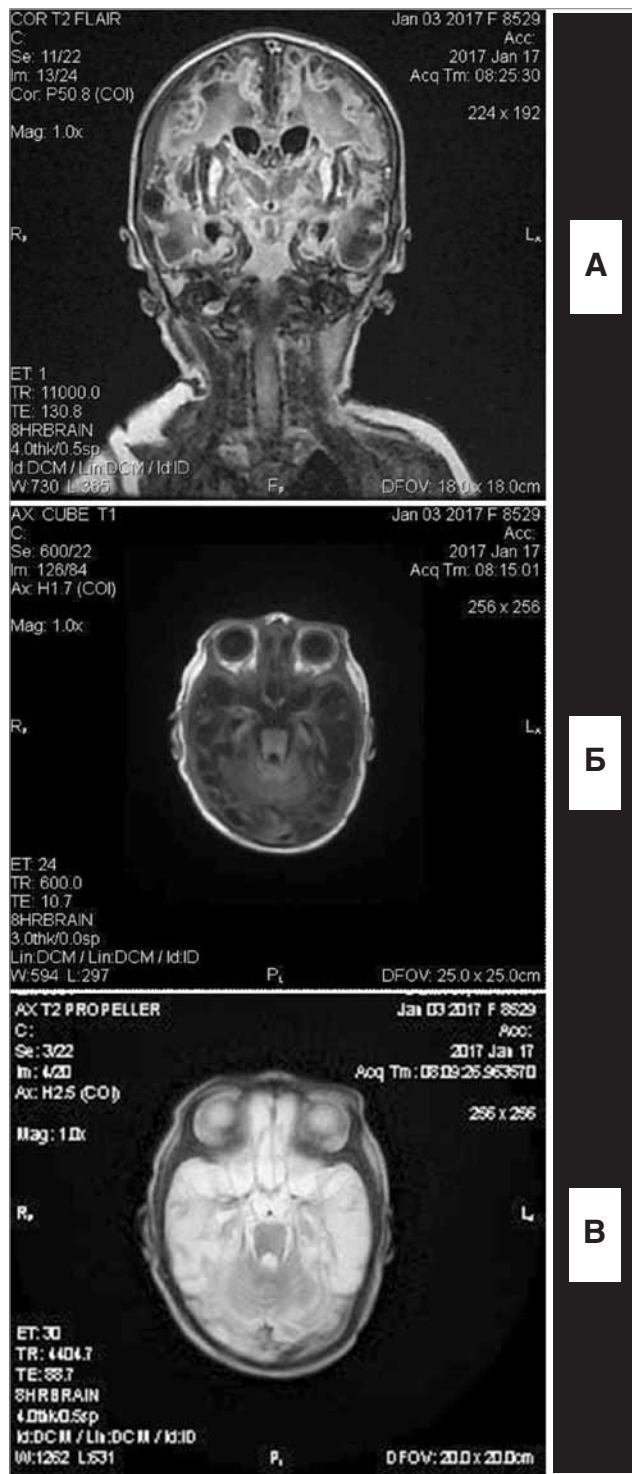 COR T2 FLAIR
C:
Se: 11/22
Im: 13/24
Cor: P50.8 (COI)
Mag: 1.0x
Jan 03 2017 F 8529
Acc:
2017 Jan 17
Acq Tm: 08:25:30
224 x 192
ET: 1
TR: 11000.0
TE: 130.8
8HRBRAIN
4.0thk/0.5sp
Id:DCM / Lin:DCM / Id:ID
W:730 L:365
DFOV: 18.0 x 18.0cm
А
AX CUBE T1
C:
Se: 600/22
Im: 126/84
Ax: H1.7 (COI)
Mag: 1.0x
Jan 03 2017 F 8529
Acc:
2017 Jan 17
Acq Tm: 08:15:01
256 x 256
ET: 24
TR: 600.0
TE: 10.7
8HRBRAIN
3.0thk/0.0sp
Lin:DCM / Lin:DCM / Id:ID
W:594 L:297
DFOV: 25.0 x 25.0cm
Б
AX T2 PROPELLER
C:
Se: 3/22
Im: 4/20
Ax: H2.5 (COI)
Mag: 1.0x
Jan 03 2017 F 8529
Acc:
2017 Jan 17
256 x 256
ET: 30
TR: 4404.7
TE: 88.7
8HRBRAIN
4.0thk/0.5sp
Id:DCM / Lin:DCM / Id:ID
W:1262 L:631
DFOV: 20.0 x 20.0cm
В